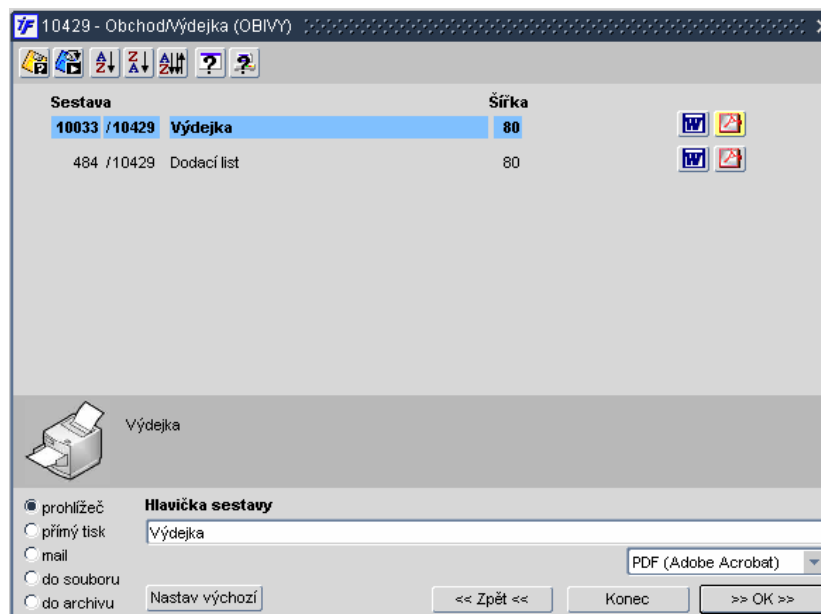 10429 - Obchod/Výdejka (OBIVY)
Sestava Šířka
10033 /10429 Výdejka 80
484 /10429 Dodací list 80
Výdejka
prohlížeč
Hlavička sestavy
přímý tisk
Výdejka
mail
PDF (Adobe Acrobat)
do souboru
do archivu
Nastav výchozí
<< Zpět <<
Konec
>> OK >>